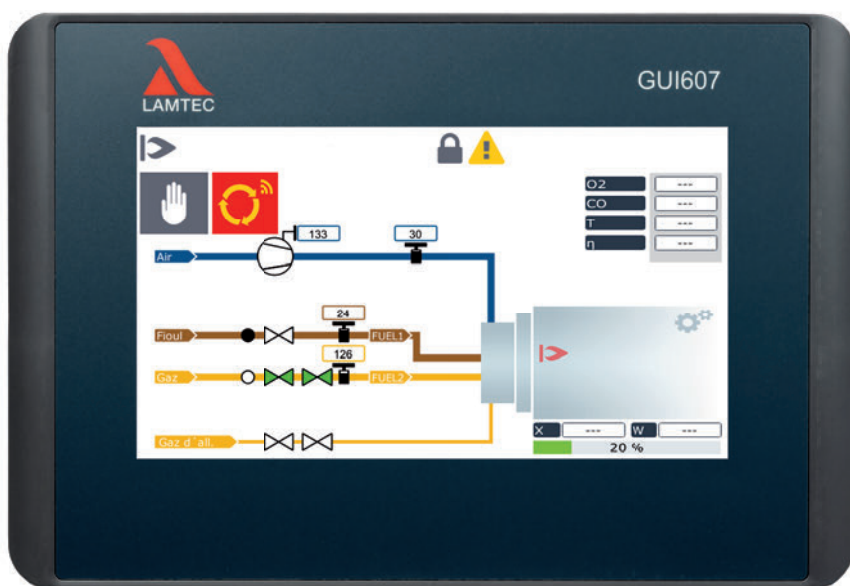 LAMTEC
GUI607
O2 ---
CO ---
T ---
η ---
133
30
Air
24
Fioul
FUEL1
126
Gaz
FUEL2
Gaz d'all.
X --- W ---
20 %